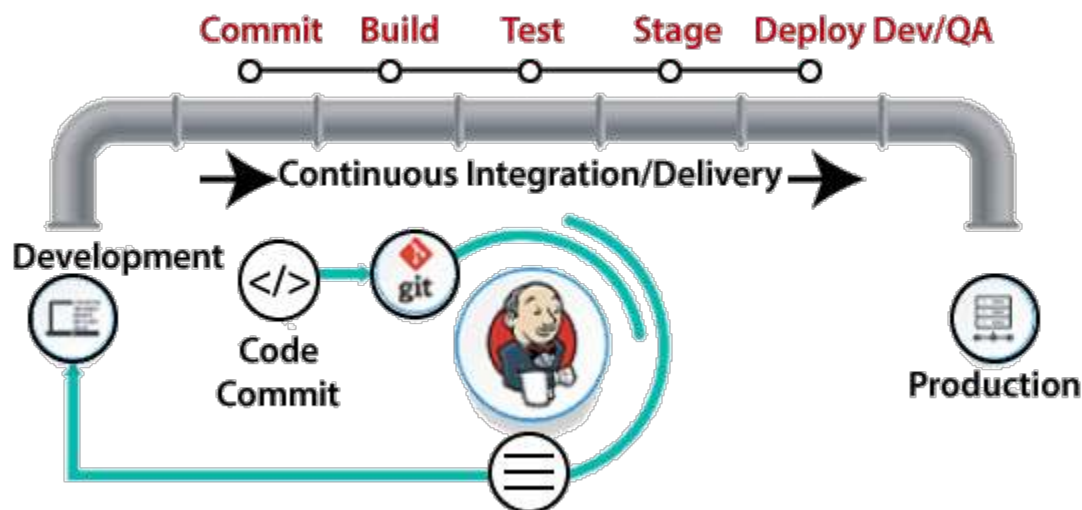 Commit Build Test Stage Deploy Dev/QA
Continuous Integration/Delivery
Development
</>
git
Code
Commit
Production